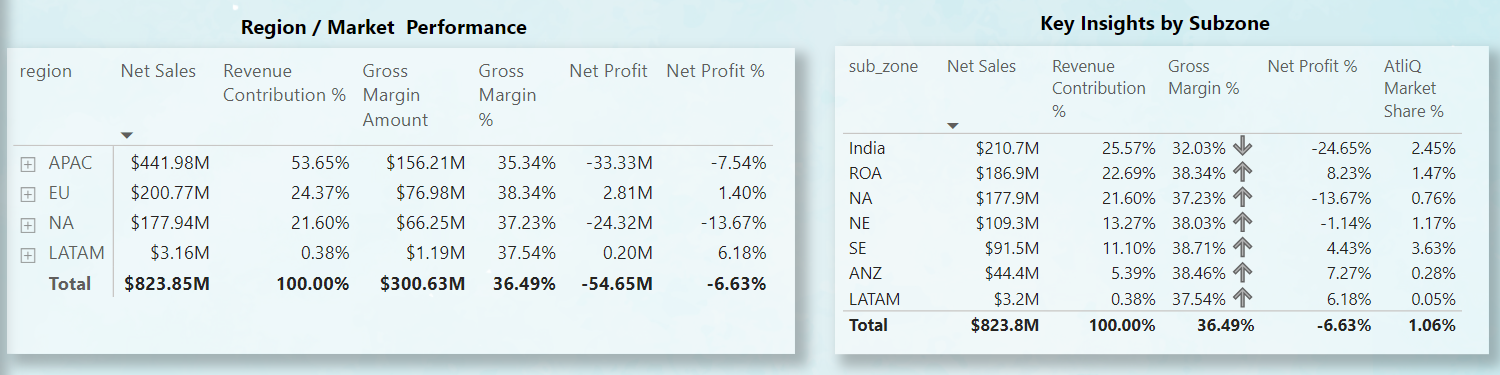 Region / Market Performance
region Net Sales Revenue Contribution % Gross Margin Amount Gross Margin % Net Profit Net Profit %
APAC $441.98M 53.65% $156.21M 35.34% -33.33M -7.54%
EU $200.77M 24.37% $76.98M 38.34% 2.81M 1.40%
NA $177.94M 21.60% $66.25M 37.23% -24.32M -13.67%
LATAM $3.16M 0.38% $1.19M 37.54% 0.20M 6.18%
Total $823.85M 100.00% $300.63M 36.49% -54.65M -6.63%
Key Insights by Subzone
sub_zone Net Sales Revenue Contribution % Gross Margin % Net Profit % AtliQ Market Share %
India $210.7M 25.57% 32.03% -24.65% 2.45%
ROA $186.9M 22.69% 38.34% 8.23% 1.47%
NA $177.9M 21.60% 37.23% -13.67% 0.76%
NE $109.3M 13.27% 38.03% -1.14% 1.17%
SE $91.5M 11.10% 38.71% 4.43% 3.63%
ANZ $44.4M 5.39% 38.46% 7.27% 0.28%
LATAM $3.2M 0.38% 37.54% 6.18% 0.05%
Total $823.8M 100.00% 36.49% -6.63% 1.06%